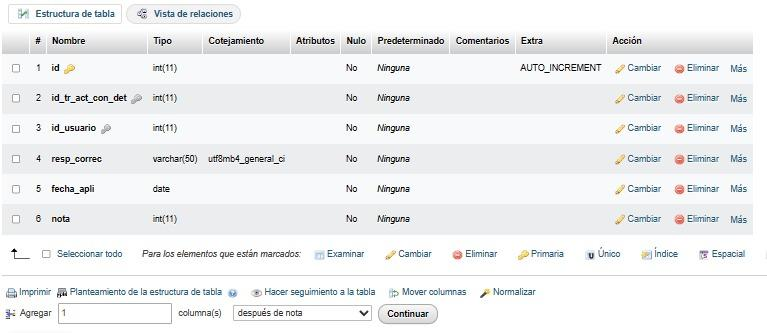 Estructura de tabla Vista de relaciones
# Nombre Tipo Cotejamiento Atributos Nulo Predeterminado Comentarios Extra Acción
1 id int(11) No Ninguna AUTO_INCREMENT Cambiar Eliminar Más
2 id_tr_act_con_det int(11) No Ninguna Cambiar Eliminar Más
3 id_usuario int(11) No Ninguna Cambiar Eliminar Más
4 resp_correc varchar(50) utf8mb4_general_ci No Ninguna Cambiar Eliminar Más
5 fecha_apli date No Ninguna Cambiar Eliminar Más
6 nota int(11) No Ninguna Cambiar Eliminar Más
Seleccionar todo Para los elementos que están marcados: Examinar Cambiar Eliminar Primaria Único Índice Espacial
Imprimir Planteamiento de la estructura de tabla Hacer seguimiento a la tabla Mover columnas Normalizar
Agregar 1 columna(s) después de nota Continuar